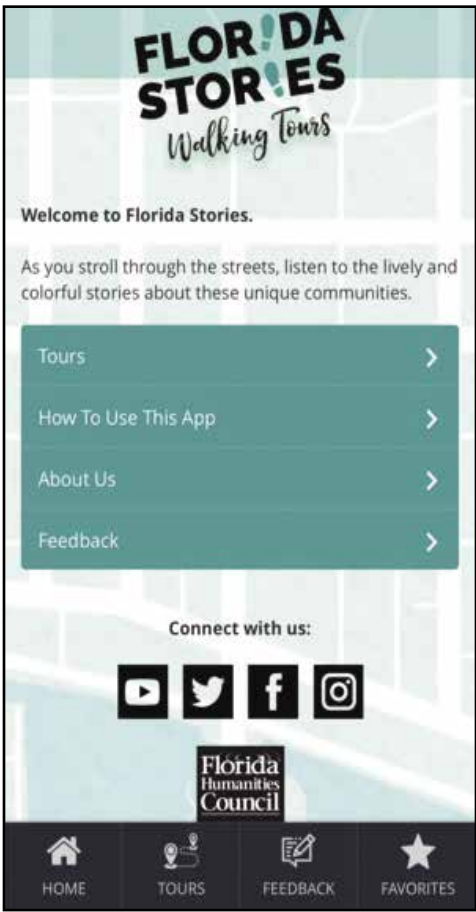 FLORIDA
STORIES
Walking Tours
Welcome to Florida Stories.
As you stroll through the streets, listen to the lively and
colorful stories about these unique communities.
Tours
How To Use This App
About Us
Feedback
Connect with us:
Florida
Humanities
Council
HOME TOURS FEEDBACK FAVORITES